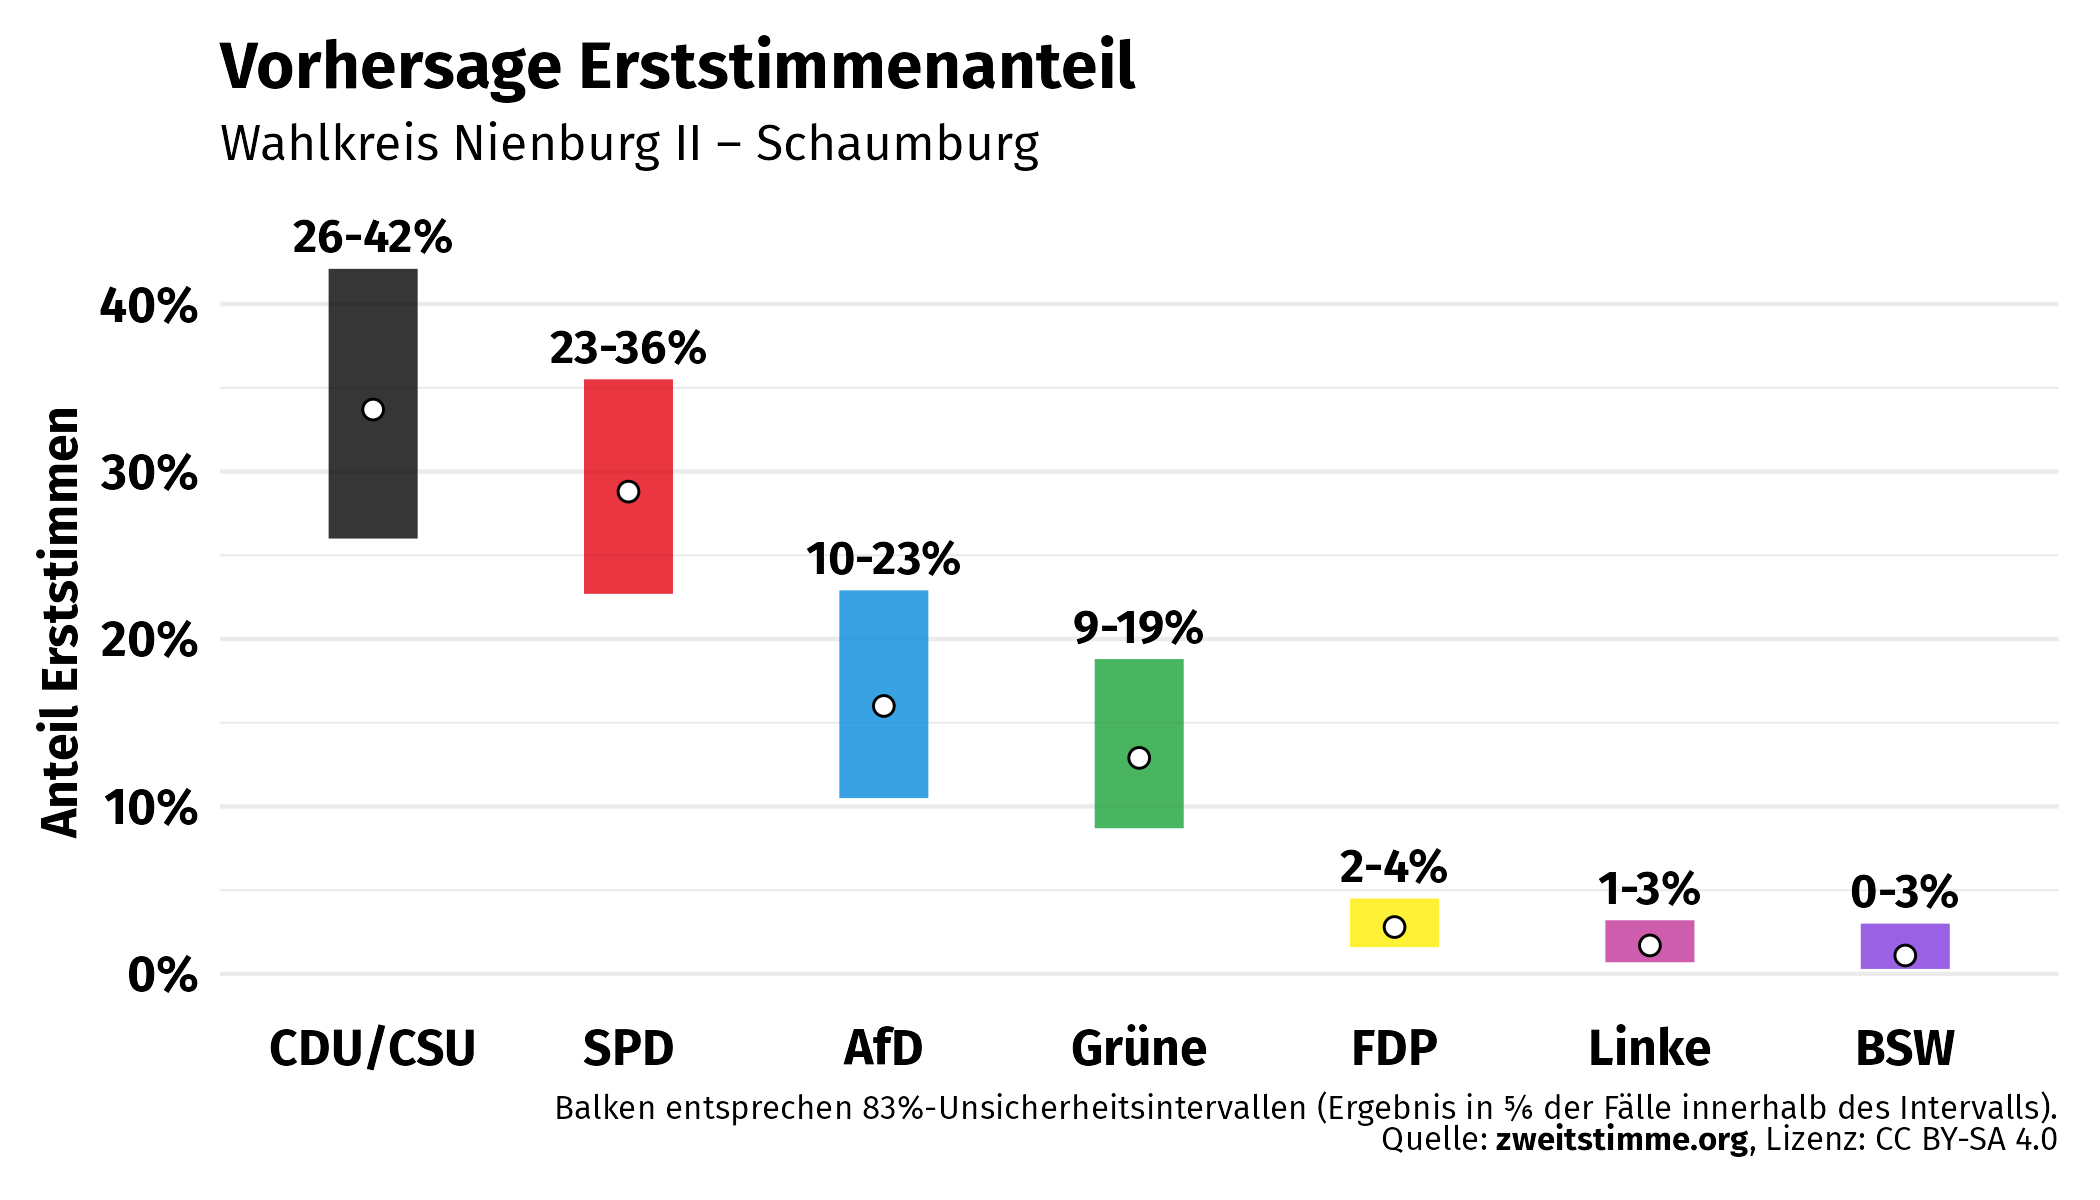 Vorhersage Erststimmenanteil
Wahlkreis Nienburg II – Schaumburg
Anteil Erststimmen
40%
30%
20%
10%
0%
26-42%
23-36%
10-23%
9-19%
2-4%
1-3%
0-3%
CDU/CSU SPD AfD Grüne FDP Linke BSW
Balken entsprechen 83%-Unsicherheitsintervallen (Ergebnis in ⅚ der Fälle innerhalb des Intervalls).
Quelle: zweitstimme.org, Lizenz: CC BY-SA 4.0